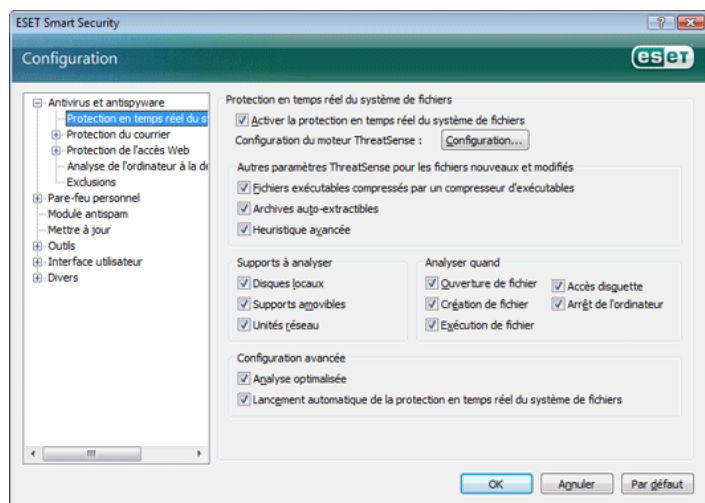 ESET Smart Security
Configuration
eseT
Antivirus et antispyware
Protection en temps réel du s
Protection du courrier
Protection de l'accès Web
Analyse de l'ordinateur à la de
Exclusions
Pare-feu personnel
Module antispam
Mettre à jour
Outils
Interface utilisateur
Divers
Protection en temps réel du système de fichiers
Activer la protection en temps réel du système de fichiers
Configuration du moteur ThreatSense : Configuration...
Autres paramètres ThreatSense pour les fichiers nouveaux et modifiés
Fichiers exécutables compressés par un compresseur d'exécutables
Archives auto-extractibles
Heuristique avancée
Supports à analyser
Disques locaux
Supports amovibles
Unités réseau
Analyser quand
Ouverture de fichier
Création de fichier
Exécution de fichier
Accès disquette
Arrêt de l'ordinateur
Configuration avancée
Analyse optimalisée
Lancement automatique de la protection en temps réel du système de fichiers
OK Annuler Par défaut